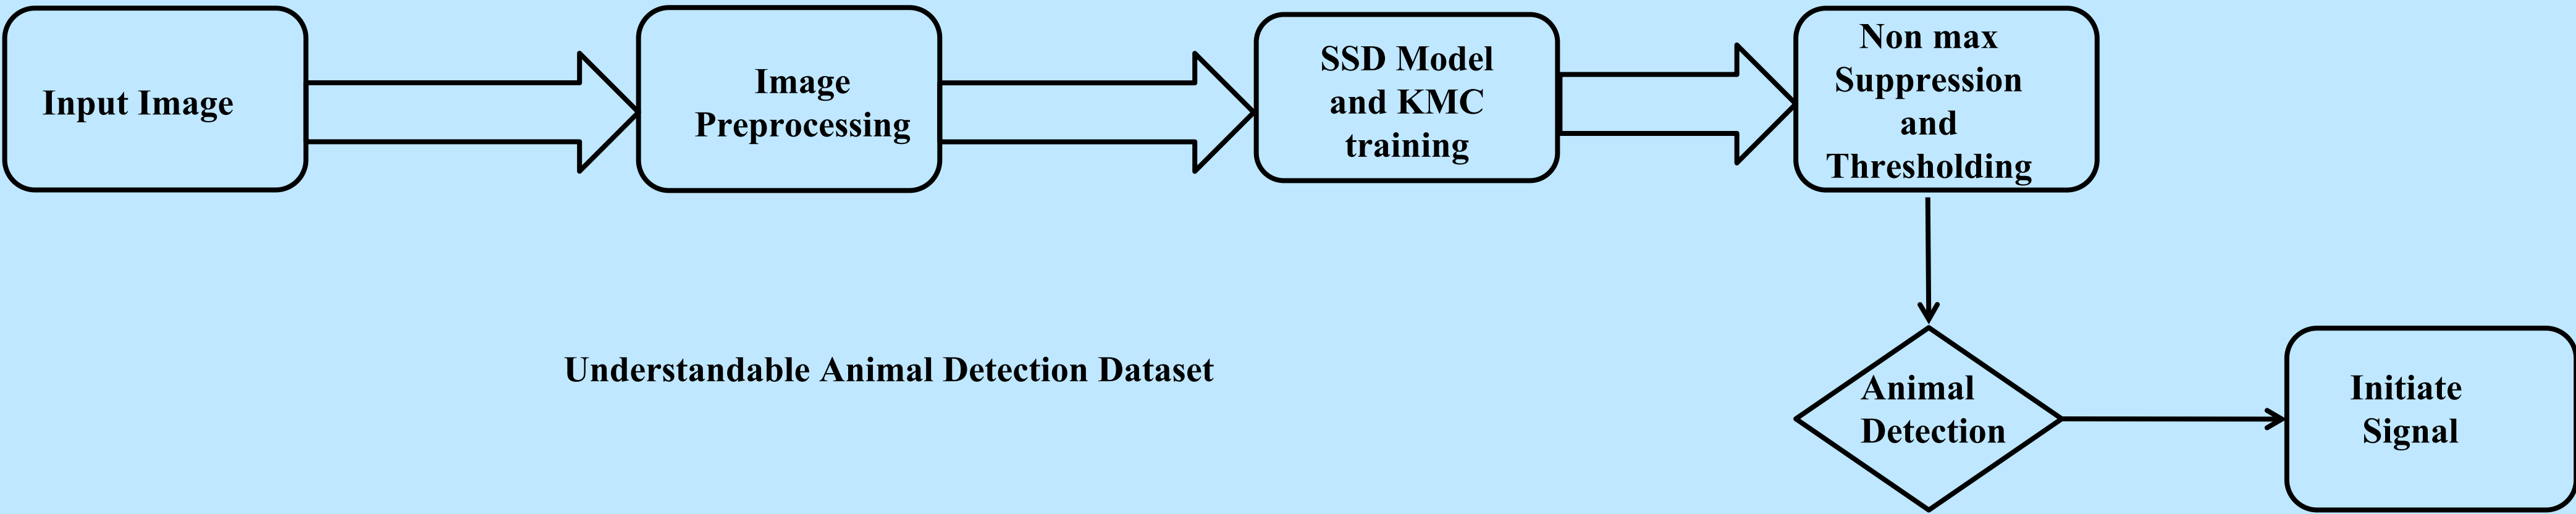 Input Image
Image
Preprocessing
SSD Model
and KMC
training
Non max
Suppression
and
Thresholding
Understandable Animal Detection Dataset
Animal
Detection
Initiate
Signal